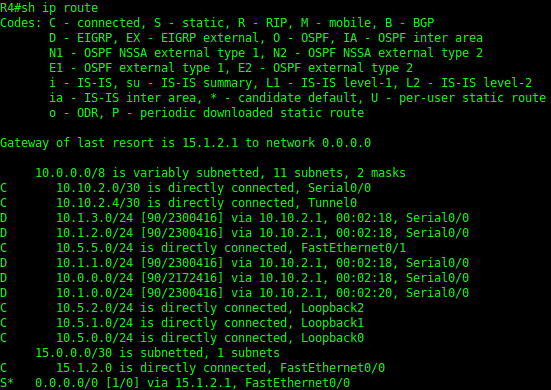 R4#sh ip route
Codes: C - connected, S - static, R - RIP, M - mobile, B - BGP
       D - EIGRP, EX - EIGRP external, O - OSPF, IA - OSPF inter area
       N1 - OSPF NSSA external type 1, N2 - OSPF NSSA external type 2
       E1 - OSPF external type 1, E2 - OSPF external type 2
       i - IS-IS, su - IS-IS summary, L1 - IS-IS level-1, L2 - IS-IS level-2
       ia - IS-IS inter area, * - candidate default, U - per-user static route
       o - ODR, P - periodic downloaded static route

Gateway of last resort is 15.1.2.1 to network 0.0.0.0

     10.0.0.0/8 is variably subnetted, 11 subnets, 2 masks
C       10.10.2.0/30 is directly connected, Serial0/0
C       10.10.2.4/30 is directly connected, Tunnel0
D       10.1.3.0/24 [90/2300416] via 10.10.2.1, 00:02:18, Serial0/0
D       10.1.2.0/24 [90/2300416] via 10.10.2.1, 00:02:18, Serial0/0
C       10.5.5.0/24 is directly connected, FastEthernet0/1
D       10.1.1.0/24 [90/2300416] via 10.10.2.1, 00:02:18, Serial0/0
D       10.0.0.0/24 [90/2172416] via 10.10.2.1, 00:02:18, Serial0/0
D       10.1.0.0/24 [90/2300416] via 10.10.2.1, 00:02:20, Serial0/0
C       10.5.2.0/24 is directly connected, Loopback2
C       10.5.1.0/24 is directly connected, Loopback1
C       10.5.0.0/24 is directly connected, Loopback0
     15.0.0.0/30 is subnetted, 1 subnets
C       15.1.2.0 is directly connected, FastEthernet0/0
S*   0.0.0.0/0 [1/0] via 15.1.2.1, FastEthernet0/0